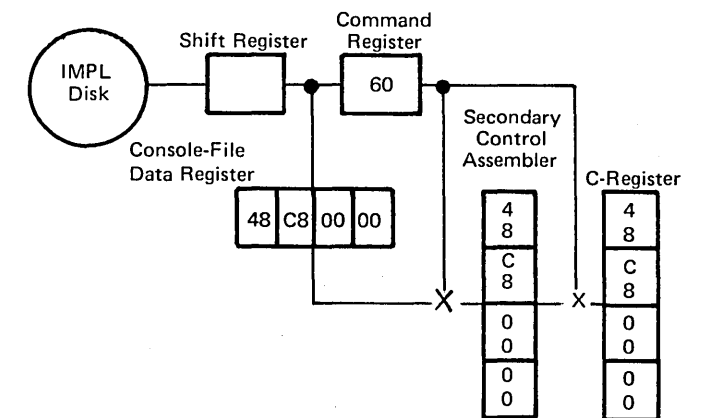 Command
Shift Register Register
IMPL
Disk
60
Secondary
Control
Assembler
Console-File
Data Register
C-Register
48 C8 00 00
4
8
C
8
0
0
0
0
4
8
C
8
0
0
0
0
X
X